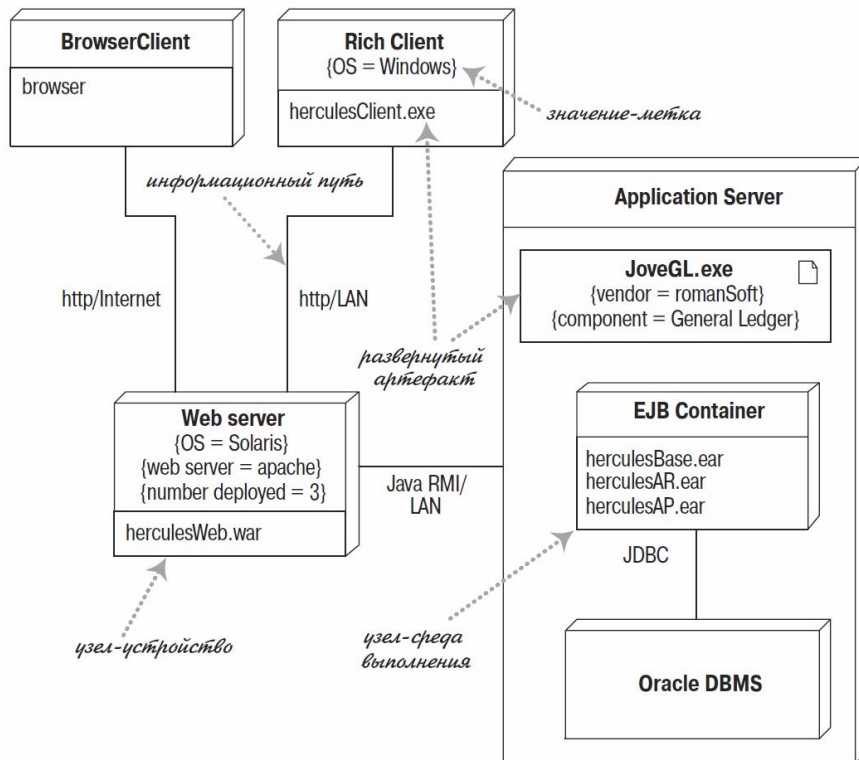 BrowserClient
browser
Rich Client
{OS = Windows}
herculesClient.exe
значение-метка
информационный путь
http/Internet
http/LAN
развернутый
артефакт
Application Server
JoveGL.exe
{vendor = romanSoft}
{component = General Ledger}
Web server
{OS = Solaris}
{web server = apache}
{number deployed = 3}
herculesWeb.war
Java RMI/
LAN
EJB Container
herculesBase.ear
herculesAR.ear
herculesAP.ear
JDBC
узел-устройство
узел-среда
выполнения
Oracle DBMS